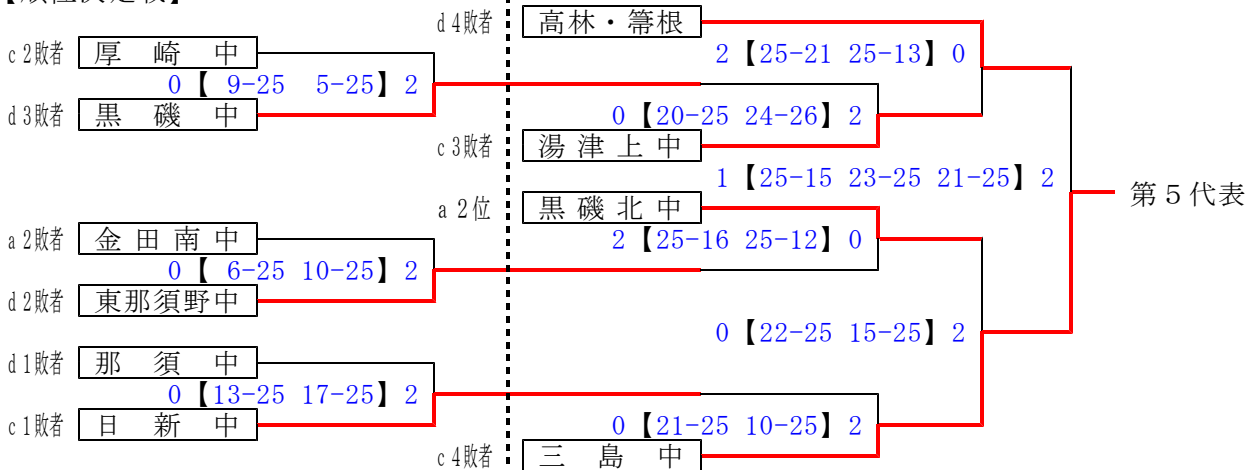 d4敗者 高林・箒根
c2敗者 厚崎中
2【25-21 25-13】0
0【 9-25 5-25】2
d3敗者 黒磯中
0【20-25 24-26】2
c3敗者 湯津上中
1【25-15 23-25 21-25】2
第5代表
a2位 黒磯北中
a2敗者 金田南中
2【25-16 25-12】0
0【 6-25 10-25】2
d2敗者 東那須野中
0【22-25 15-25】2
d1敗者 那須中
0【13-25 17-25】2
c1敗者 日新中
0【21-25 10-25】2
c4敗者 三島中